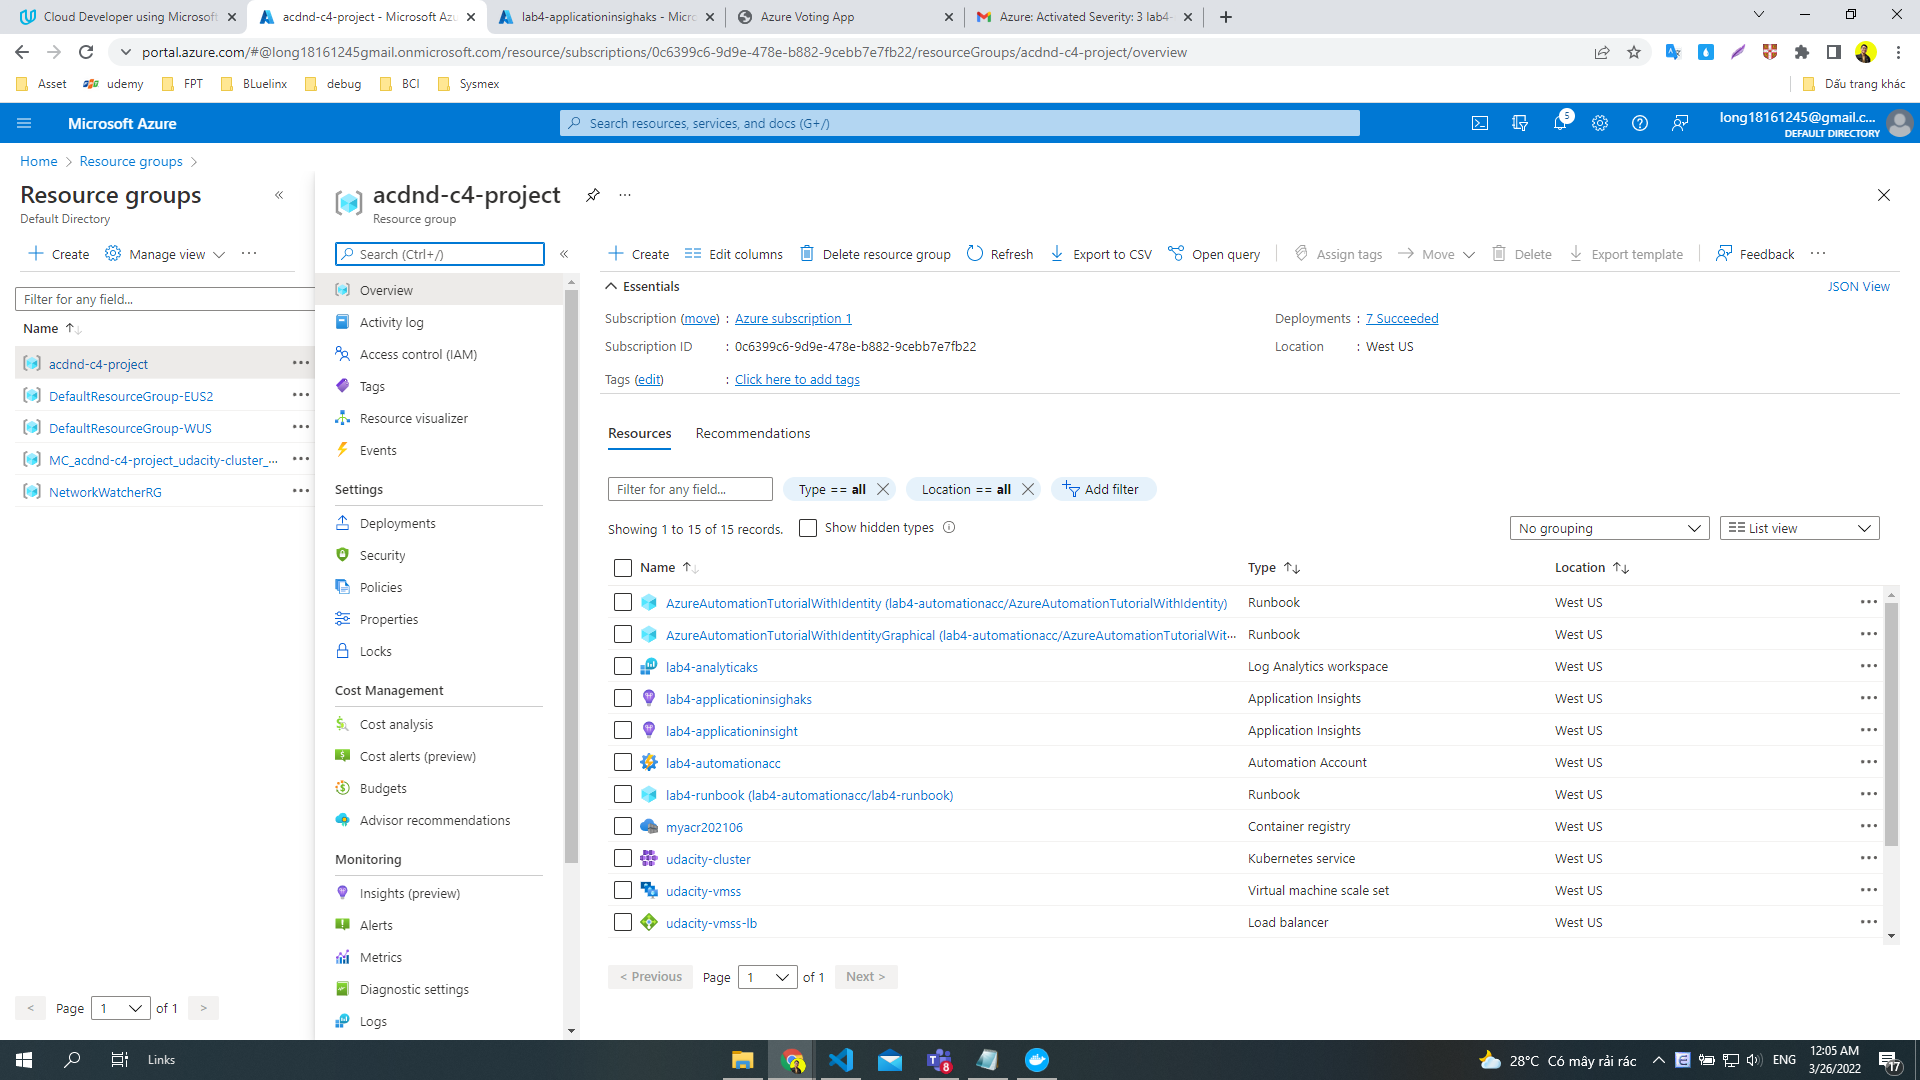 Cloud Developer using Microsoft
acdnd-c4-project - Microsoft Azu
lab4-applicationinsighaks - Micro
Azure Voting App
Azure: Activated Severity: 3 lab4-
portal.azure.com/#@long18161245gmail.onmicrosoft.com/resource/subscriptions/0c6399c6-9d9e-478e-b882-9cebb7e7fb22/resourceGroups/acdnd-c4-project/overview
Asset
udemy
FPT
BLuelinx
debug
BCI
Sysmex
Dấu trang khác
Microsoft Azure
Search resources, services, and docs (G+/)
5
long18161245@gmail.c...
DEFAULT DIRECTORY
Home > Resource groups >
Resource groups
Default Directory
Create
Manage view
...
Filter for any field...
Name
acdnd-c4-project
DefaultResourceGroup-EUS2
DefaultResourceGroup-WUS
MC_acdnd-c4-project_udacity-cluster_...
NetworkWatcherRG
<
Page
1
of 1
>
acdnd-c4-project
...
Resource group
Search (Ctrl+/)
Overview
Activity log
Access control (IAM)
Tags
Resource visualizer
Events
Settings
Deployments
Security
Policies
Properties
Locks
Cost Management
Cost analysis
Cost alerts (preview)
Budgets
Advisor recommendations
Monitoring
Insights (preview)
Alerts
Metrics
Diagnostic settings
Logs
Create
Edit columns
Delete resource group
Refresh
Export to CSV
Open query
Assign tags
Move
Delete
Export template
Feedback
...
Essentials
JSON View
Subscription (move) : Azure subscription 1
Deployments : 7 Succeeded
Subscription ID : 0c6399c6-9d9e-478e-b882-9cebb7e7fb22
Location : West US
Tags (edit) : Click here to add tags
Resources
Recommendations
Filter for any field...
Type == all
Location == all
Add filter
Showing 1 to 15 of 15 records.
Show hidden types
No grouping
List view
Name
Type
Location
AzureAutomationTutorialWithIdentity (lab4-automationacc/AzureAutomationTutorialWithIdentity) Runbook West US
AzureAutomationTutorialWithIdentityGraphical (lab4-automationacc/AzureAutomationTutorialWit... Runbook West US
lab4-analyticaks Log Analytics workspace West US
lab4-applicationinsighaks Application Insights West US
lab4-applicationinsight Application Insights West US
lab4-automationacc Automation Account West US
lab4-runbook (lab4-automationacc/lab4-runbook) Runbook West US
myacr202106 Container registry West US
udacity-cluster Kubernetes service West US
udacity-vmss Virtual machine scale set West US
udacity-vmss-lb Load balancer West US
< Previous
Page
1
of 1
Next >
Links
8
28°C Có mây rải rác
ENG
12:05 AM
3/26/2022
17